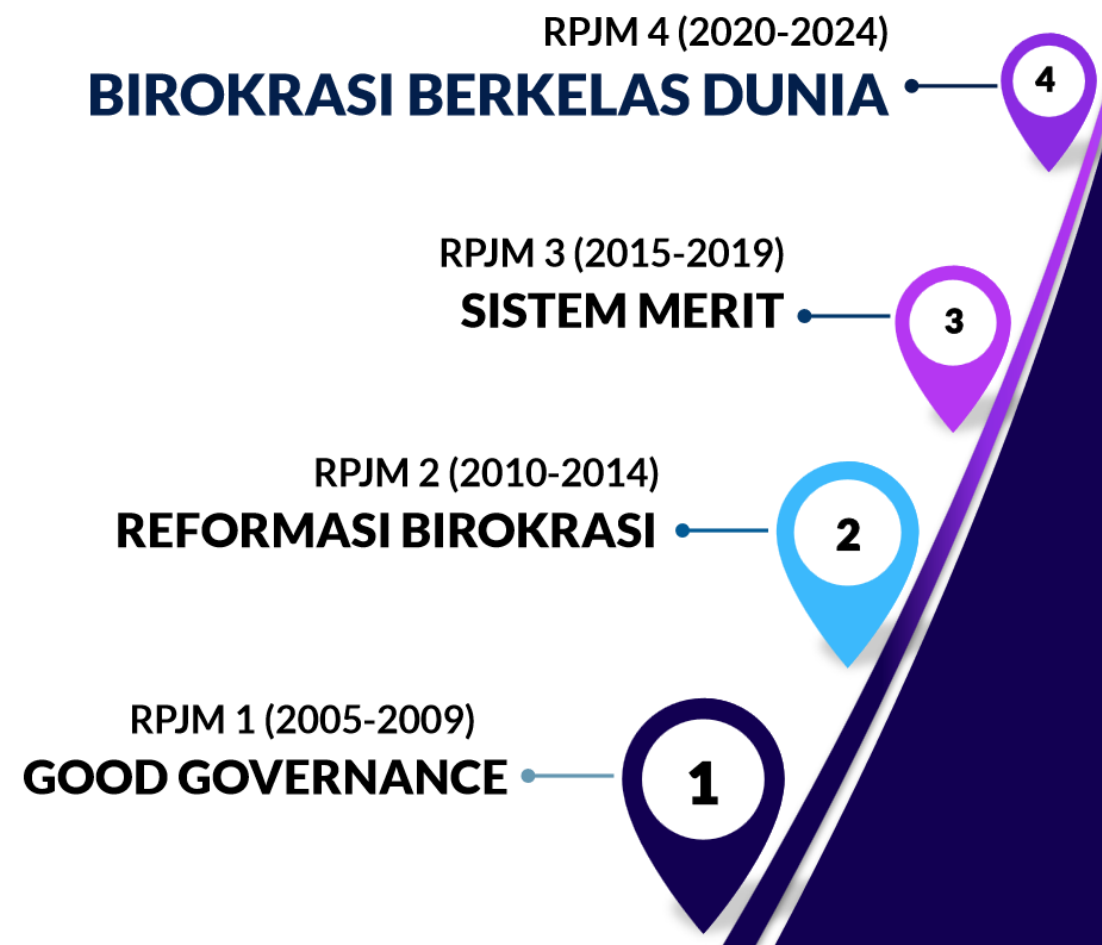 RPJM 4 (2020-2024)
BIROKRASI BERKELAS DUNIA
4
RPJM 3 (2015-2019)
SISTEM MERIT
3
RPJM 2 (2010-2014)
REFORMASI BIROKRASI
2
RPJM 1 (2005-2009)
GOOD GOVERNANCE
1